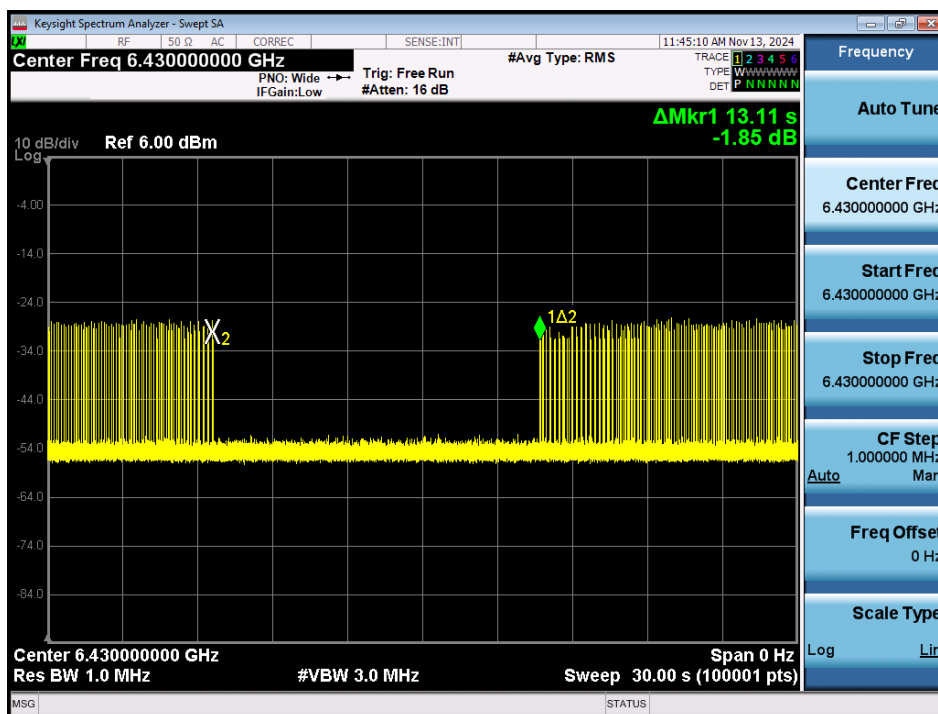 Keysight Spectrum Analyzer - Swept SA
LXI RF 50 Ω AC CORREC SENSE:INT 11:45:10 AM Nov 13, 2024
Center Freq 6.430000000 GHz
PNO: Wide
IFGain:Low
Trig: Free Run
#Atten: 16 dB
#Avg Type: RMS
TRACE 1 2 3 4 5 6
TYPE WWWWWW
DET P N N N N N
ΔMkr1 13.11 s
-1.85 dB
10 dB/div Ref 6.00 dBm
Log
-4.00
-14.0
-24.0
-34.0
-44.0
-54.0
-64.0
-74.0
-84.0
X2
1Δ2
Center 6.430000000 GHz Span 0 Hz
Res BW 1.0 MHz #VBW 3.0 MHz Sweep 30.00 s (100001 pts)
MSG STATUS
Frequency
Auto Tune
Center Freq
6.430000000 GHz
Start Freq
6.430000000 GHz
Stop Freq
6.430000000 GHz
CF Step
1.000000 MHz
Auto Man
Freq Offset
0 Hz
Scale Type
Log Lin